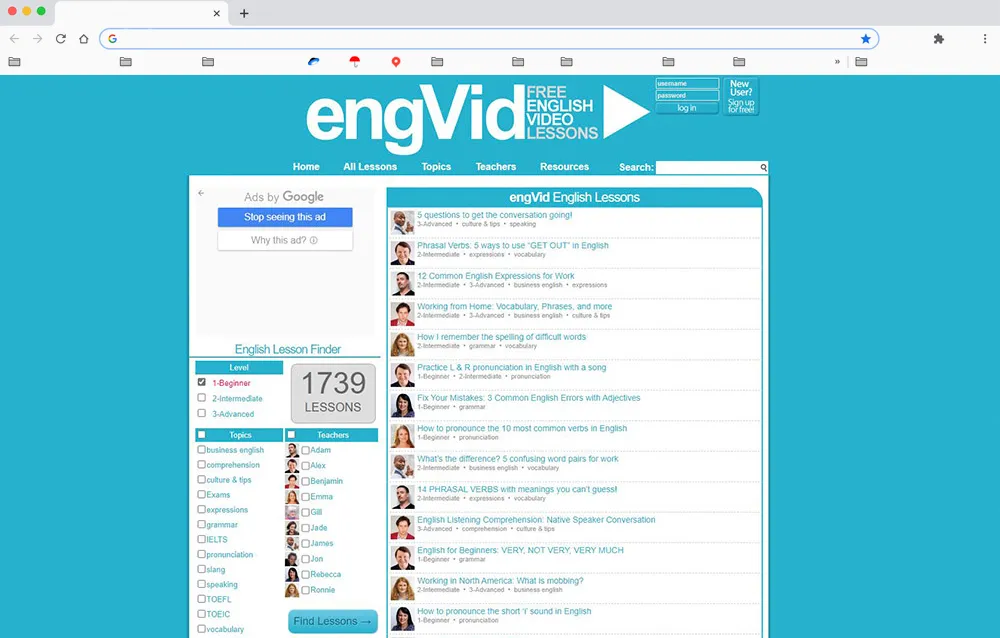 engVid
FREE
ENGLISH
VIDEO
LESSONS
username
password
log in
New
User?
Sign up
for free!
Home
All Lessons
Topics
Teachers
Resources
Search:
Ads by Google
Stop seeing this ad
Why this ad?
English Lesson Finder
Level
1-Beginner
2-Intermediate
3-Advanced
1739
LESSONS
Topics
business english
comprehension
culture & tips
Exams
expressions
grammar
IELTS
pronunciation
slang
speaking
TOEFL
TOEIC
vocabulary
Teachers
Adam
Alex
Benjamin
Emma
Gill
Jade
James
Jon
Rebecca
Ronnie
Find Lessons →
engVid English Lessons
5 questions to get the conversation going!
3-Advanced • culture & tips • speaking
Phrasal Verbs: 5 ways to use “GET OUT” in English
2-Intermediate • expressions • vocabulary
12 Common English Expressions for Work
2-Intermediate • 3-Advanced • business english • expressions
Working from Home: Vocabulary, Phrases, and more
2-Intermediate • 3-Advanced • business english • culture & tips
How I remember the spelling of difficult words
2-Intermediate • grammar • vocabulary
Practice L & R pronunciation in English with a song
1-Beginner • 2-Intermediate • pronunciation
Fix Your Mistakes: 3 Common English Errors with Adjectives
1-Beginner • grammar
How to pronounce the 10 most common verbs in English
1-Beginner • pronunciation
What’s the difference? 5 confusing word pairs for work
2-Intermediate • business english • vocabulary
14 PHRASAL VERBS with meanings you can’t guess!
2-Intermediate • expressions • vocabulary
English Listening Comprehension: Native Speaker Conversation
3-Advanced • comprehension • culture & tips
English for Beginners: VERY, NOT VERY, VERY MUCH
1-Beginner • grammar
Working in North America: What is mobbing?
2-Intermediate • 3-Advanced • business english
How to pronounce the short ‘i’ sound in English
1-Beginner • pronunciation